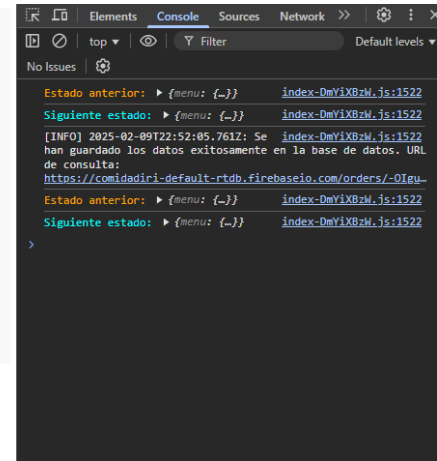 Elements Console Sources Network
top Filter Default levels
No Issues
Estado anterior: {menu: {…}} index-DmYiXBzW.js:1522
Siguiente estado: {menu: {…}} index-DmYiXBzW.js:1522
[INFO] 2025-02-09T22:52:05.761Z: Se index-DmYiXBzW.js:1522
han guardado los datos exitosamente en la base de datos. URL
de consulta:
https://comidadiri-default-rtdb.firebaseio.com/orders/-OIgu…
Estado anterior: {menu: {…}} index-DmYiXBzW.js:1522
Siguiente estado: {menu: {…}} index-DmYiXBzW.js:1522